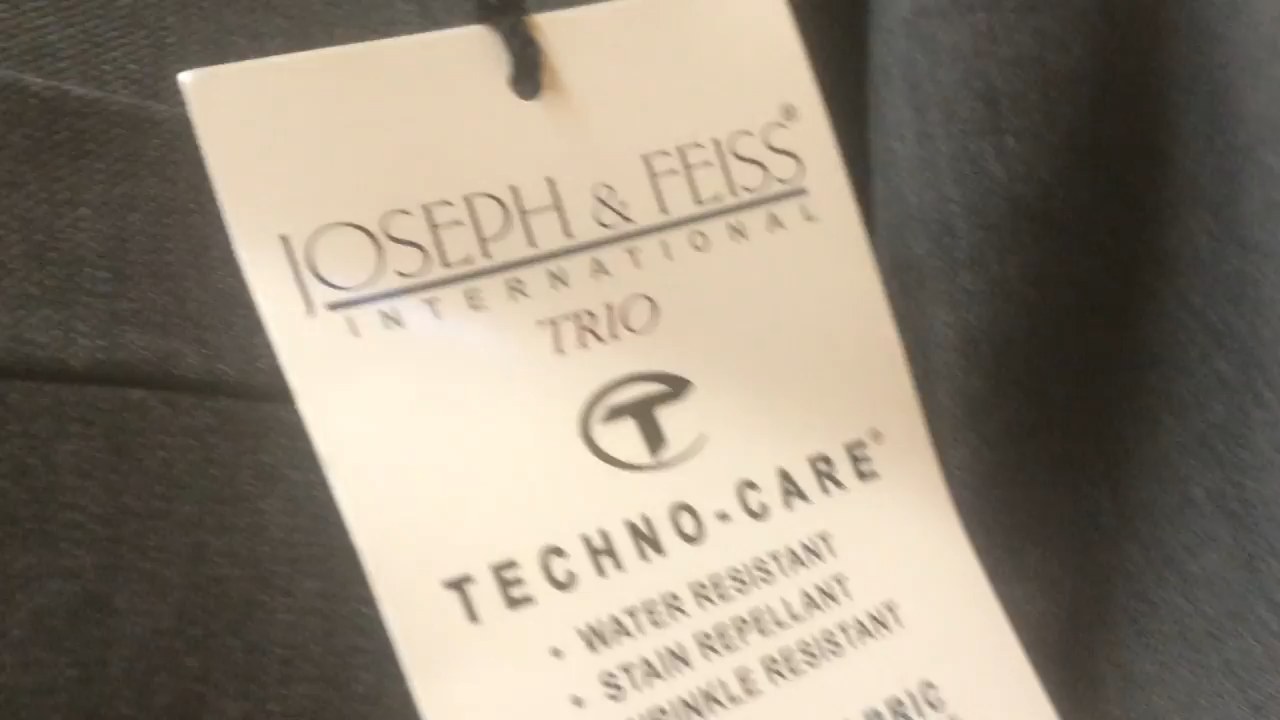 JOSEPH & FEISS®
INTERNATIONAL
TRIO
T
TECHNO-CARE®
• WATER RESISTANT
• STAIN REPELLANT
WRINKLE RESISTANT